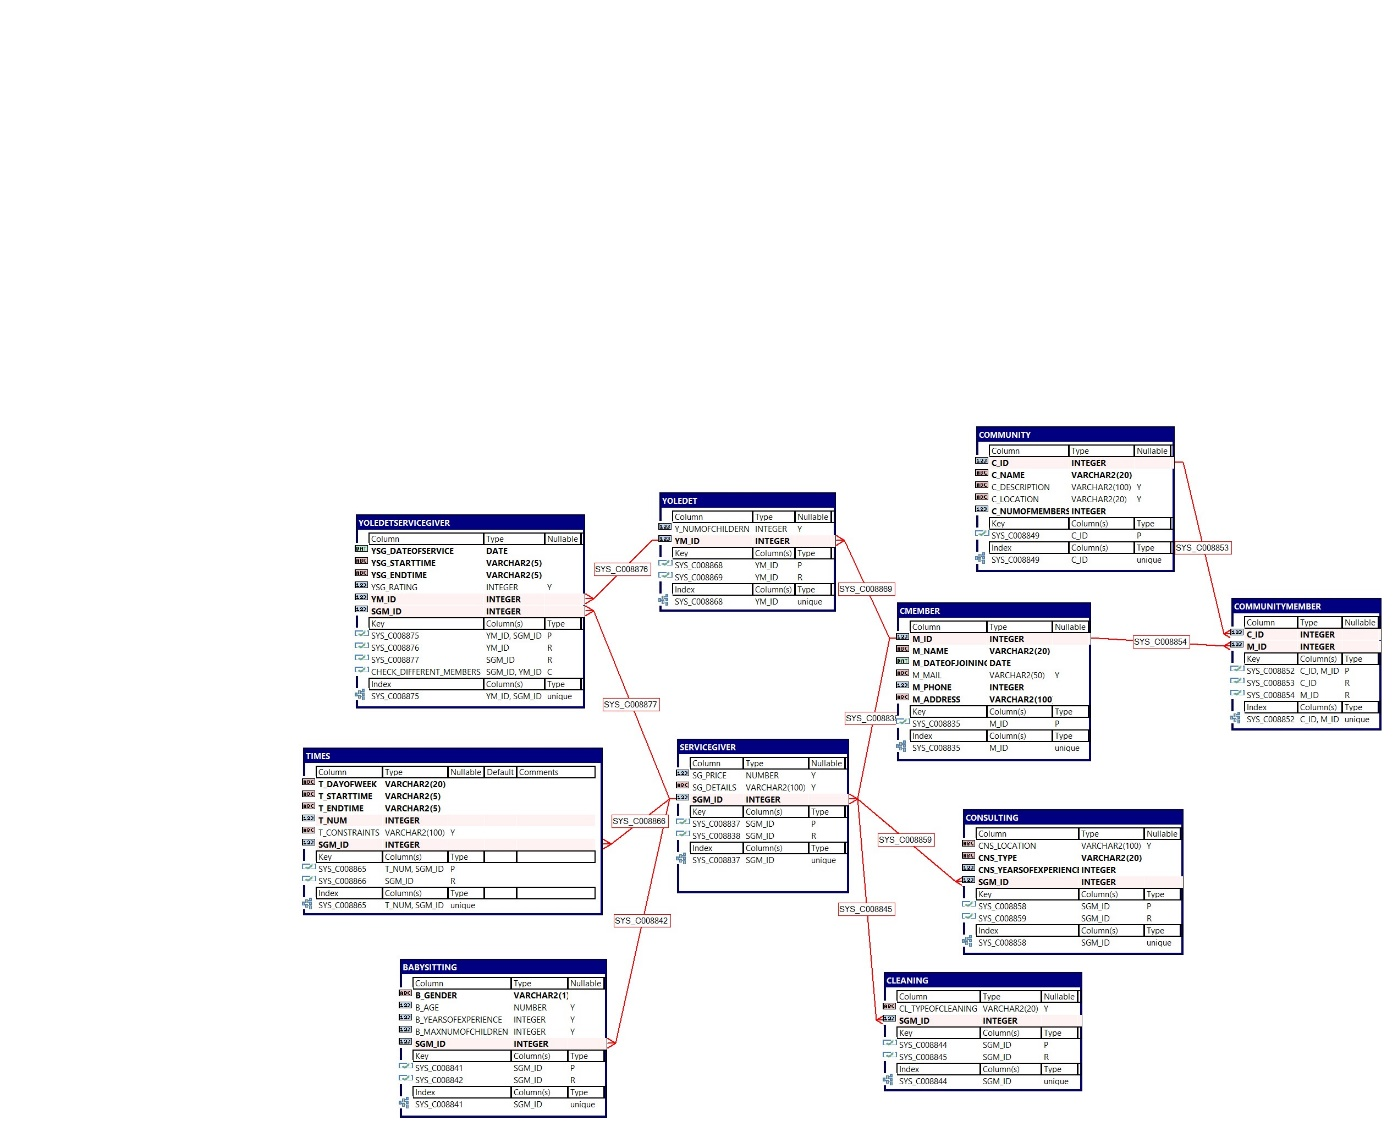 COMMUNITY
Column Type Nullable
C_ID INTEGER
C_NAME VARCHAR2(20)
C_DESCRIPTION VARCHAR2(100) Y
C_LOCATION VARCHAR2(20) Y
C_NUMOFMEMBERS INTEGER
Key Column(s) Type
SYS_C008849 C_ID P
Index Column(s) Type
SYS_C008849 C_ID unique
SYS_C008853
YOLEDET
Column Type Nullable
Y_NUMOFCHILDERN INTEGER Y
YM_ID INTEGER
Key Column(s) Type
SYS_C008868 YM_ID P
SYS_C008869 YM_ID R
Index Column(s) Type
SYS_C008868 YM_ID unique
YOLEDETSERVICEGIVER
Column Type Nullable
YSG_DATEOFSERVICE DATE
YSG_STARTTIME VARCHAR2(5)
YSG_ENDTIME VARCHAR2(5)
YSG_RATING INTEGER Y
YM_ID INTEGER
SGM_ID INTEGER
Key Column(s) Type
SYS_C008875 YM_ID, SGM_ID P
SYS_C008876 YM_ID R
SYS_C008877 SGM_ID R
CHECK_DIFFERENT_MEMBERS SGM_ID, YM_ID C
Index Column(s) Type
SYS_C008875 YM_ID, SGM_ID unique
SYS_C008876
SYS_C008869
CMEMBER
Column Type Nullable
M_ID INTEGER
M_NAME VARCHAR2(20)
M_DATEOFJOINING DATE
M_MAIL VARCHAR2(50) Y
M_PHONE INTEGER
M_ADDRESS VARCHAR2(100
Key Column(s) Type
SYS_C008835 M_ID P
Index Column(s) Type
SYS_C008835 M_ID unique
SYS_C008854
COMMUNITYMEMBER
Column Type Nullable
C_ID INTEGER
M_ID INTEGER
Key Column(s) Type
SYS_C008852 C_ID, M_ID P
SYS_C008853 C_ID R
SYS_C008854 M_ID R
Index Column(s) Type
SYS_C008852 C_ID, M_ID unique
SYS_C008877
SYS_C00883
TIMES
Column Type Nullable Default Comments
T_DAYOFWEEK VARCHAR2(20)
T_STARTTIME VARCHAR2(5)
T_ENDTIME VARCHAR2(5)
T_NUM INTEGER
T_CONSTRAINTS VARCHAR2(100) Y
SGM_ID INTEGER
Key Column(s) Type
SYS_C008865 T_NUM, SGM_ID P
SYS_C008866 SGM_ID R
Index Column(s) Type
SYS_C008865 T_NUM, SGM_ID unique
SYS_C008866
SERVICEGIVER
Column Type Nullable
SG_PRICE NUMBER Y
SG_DETAILS VARCHAR2(100) Y
SGM_ID INTEGER
Key Column(s) Type
SYS_C008837 SGM_ID P
SYS_C008838 SGM_ID R
Index Column(s) Type
SYS_C008837 SGM_ID unique
SYS_C008859
CONSULTING
Column Type Nullable
CNS_LOCATION VARCHAR2(100) Y
CNS_TYPE VARCHAR2(20)
CNS_YEARSOFEXPERIENCI INTEGER
SGM_ID INTEGER
Key Column(s) Type
SYS_C008858 SGM_ID P
SYS_C008859 SGM_ID R
Index Column(s) Type
SYS_C008858 SGM_ID unique
SYS_C008842
SYS_C008845
BABYSITTING
Column Type Nullable
B_GENDER VARCHAR2(1)
B_AGE NUMBER Y
B_YEARSOFEXPERIENCE INTEGER Y
B_MAXNUMOFCHILDREN INTEGER Y
SGM_ID INTEGER
Key Column(s) Type
SYS_C008841 SGM_ID P
SYS_C008842 SGM_ID R
Index Column(s) Type
SYS_C008841 SGM_ID unique
CLEANING
Column Type Nullable
CL_TYPEOFCLEANING VARCHAR2(20) Y
SGM_ID INTEGER
Key Column(s) Type
SYS_C008844 SGM_ID P
SYS_C008845 SGM_ID R
Index Column(s) Type
SYS_C008844 SGM_ID unique